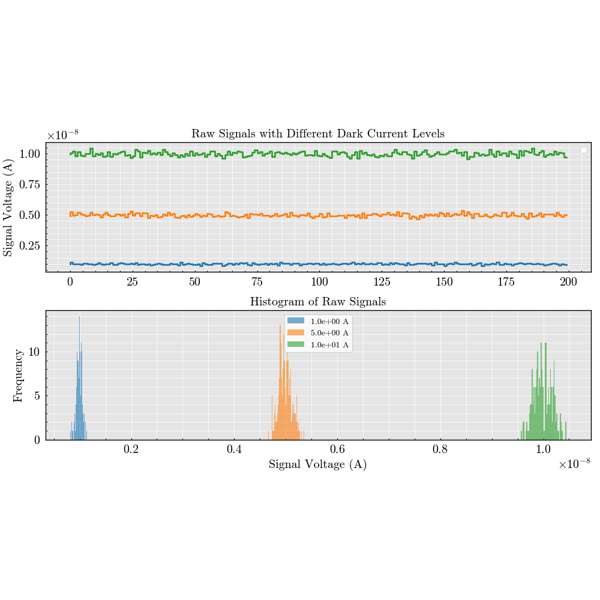 Raw Signals with Different Dark Current Levels
×10⁻⁸
Signal Voltage (A)
1.00
0.75
0.50
0.25
0 25 50 75 100 125 150 175 200
Histogram of Raw Signals
1.0e+00 A
5.0e+00 A
1.0e+01 A
Frequency
10
5
0
0.2 0.4 0.6 0.8 1.0
Signal Voltage (A)
×10⁻⁸